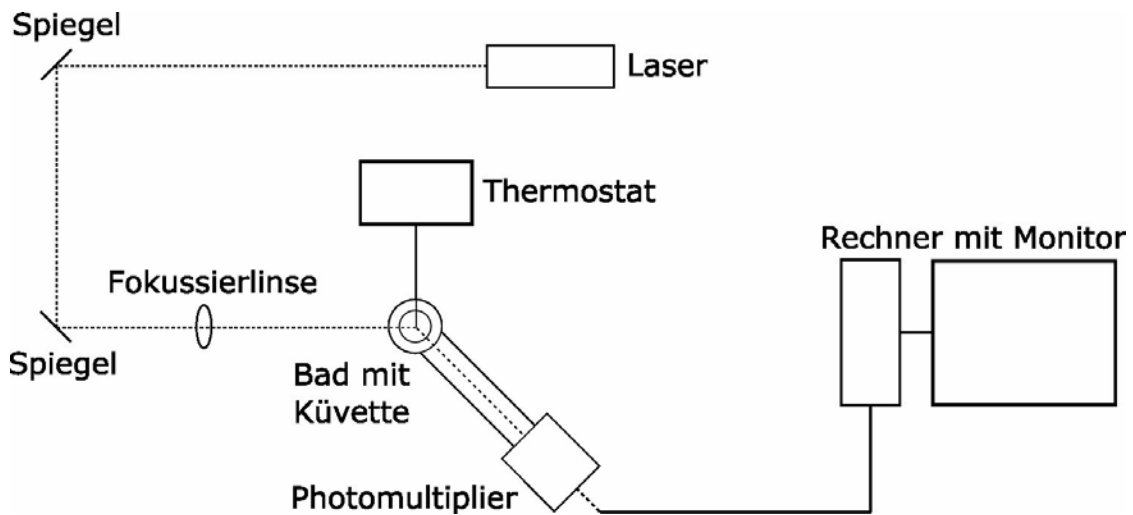 Spiegel
Laser
Thermostat
Rechner mit Monitor
Fokussierlinse
Spiegel
Bad mit
Küvette
Photomultiplier